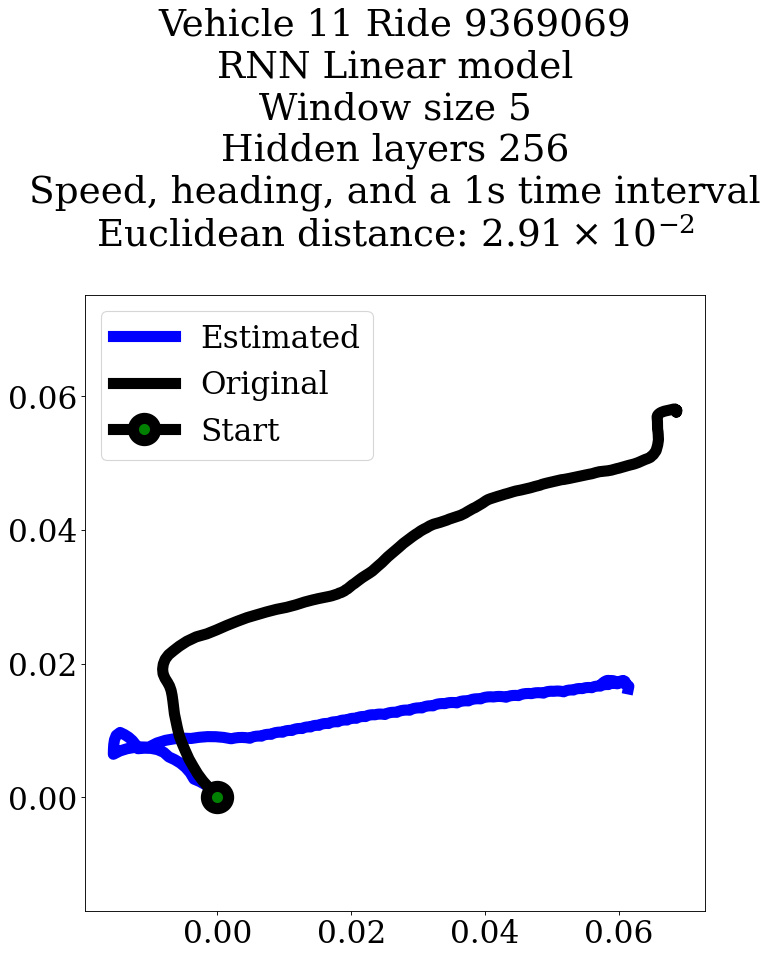 Vehicle 11 Ride 9369069
RNN Linear model
Window size 5
Hidden layers 256
Speed, heading, and a 1s time interval
Euclidean distance: 2.91 × 10⁻²
Estimated
Original
Start
0.06
0.04
0.02
0.00
0.00 0.02 0.04 0.06